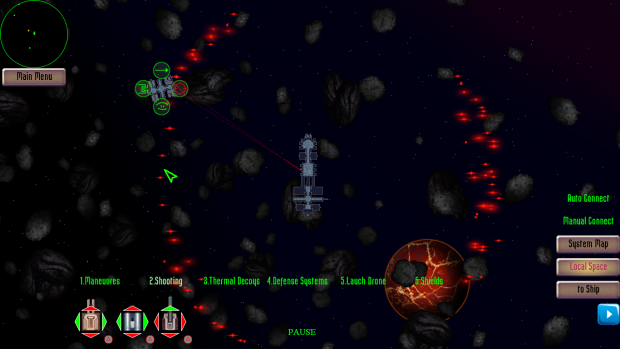 Main Menu
Auto Connect
Manual Connect
System Map
Local Space
to Ship
1.Maneuvres 2.Shooting 3.Thermal Decoys 4.Defense Systems 5.Lauch Drone 6.Shields
PAUSE